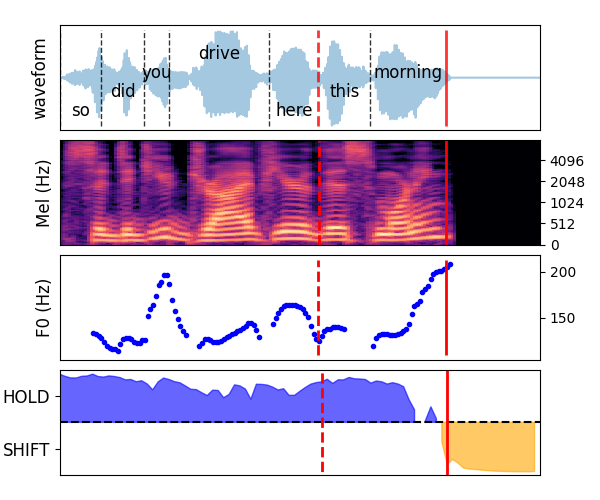 waveform
so
did
you
drive
here
this
morning
Mel (Hz)
4096
2048
1024
512
0
F0 (Hz)
200
150
HOLD
SHIFT